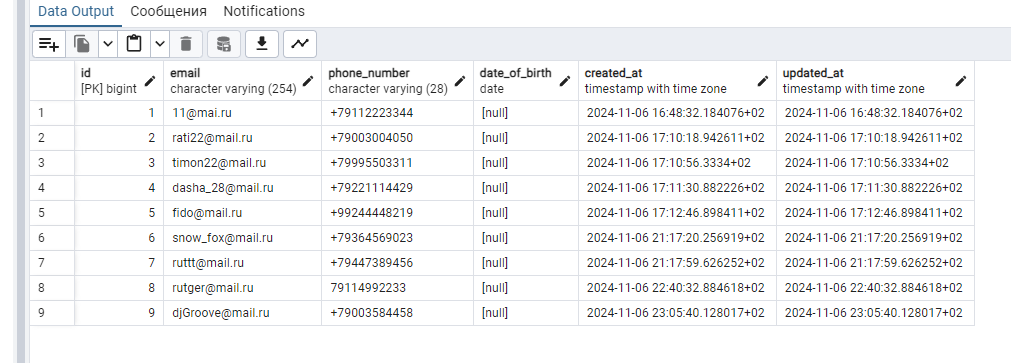 Data Output Сообщения Notifications
id email phone_number date_of_birth created_at updated_at
[PK] bigint character varying (254) character varying (28) date timestamp with time zone timestamp with time zone
1 1 11@mai.ru +79112223344 [null] 2024-11-06 16:48:32.184076+02 2024-11-06 16:48:32.184076+02
2 2 rati22@mail.ru +79003004050 [null] 2024-11-06 17:10:18.942611+02 2024-11-06 17:10:18.942611+02
3 3 timon22@mail.ru +79995503311 [null] 2024-11-06 17:10:56.3334+02 2024-11-06 17:10:56.3334+02
4 4 dasha_28@mail.ru +79221114429 [null] 2024-11-06 17:11:30.882226+02 2024-11-06 17:11:30.882226+02
5 5 fido@mail.ru +99244448219 [null] 2024-11-06 17:12:46.898411+02 2024-11-06 17:12:46.898411+02
6 6 snow_fox@mail.ru +79364569023 [null] 2024-11-06 21:17:20.256919+02 2024-11-06 21:17:20.256919+02
7 7 ruttt@mail.ru +79447389456 [null] 2024-11-06 21:17:59.626252+02 2024-11-06 21:17:59.626252+02
8 8 rutger@mail.ru 79114992233 [null] 2024-11-06 22:40:32.884618+02 2024-11-06 22:40:32.884618+02
9 9 djGroove@mail.ru +79003584458 [null] 2024-11-06 23:05:40.128017+02 2024-11-06 23:05:40.128017+02